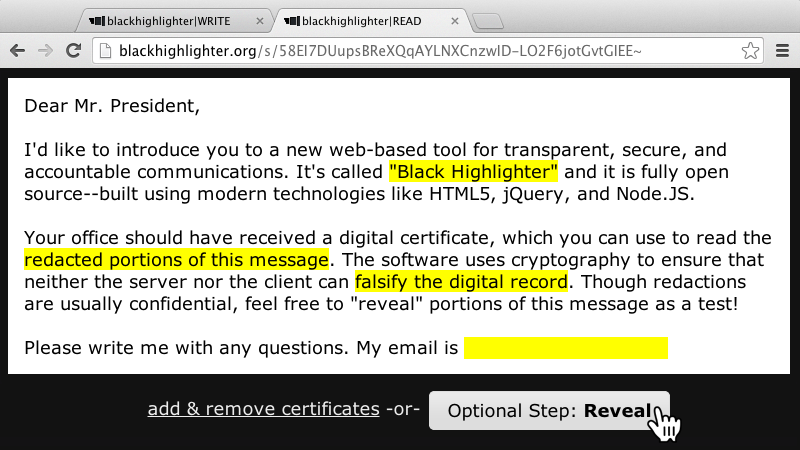 blackhighlighter|WRITE
blackhighlighter|READ
blackhighlighter.org/s/58EI7DUupsBReXQqAYLNXCnzwID-LO2F6jotGvtGIEE~
Dear Mr. President,
I'd like to introduce you to a new web-based tool for transparent, secure, and
accountable communications. It's called "Black Highlighter" and it is fully open
source--built using modern technologies like HTML5, jQuery, and Node.JS.
Your office should have received a digital certificate, which you can use to read the
redacted portions of this message. The software uses cryptography to ensure that
neither the server nor the client can falsify the digital record. Though redactions
are usually confidential, feel free to "reveal" portions of this message as a test!
Please write me with any questions. My email is
add & remove certificates -or- Optional Step: Reveal